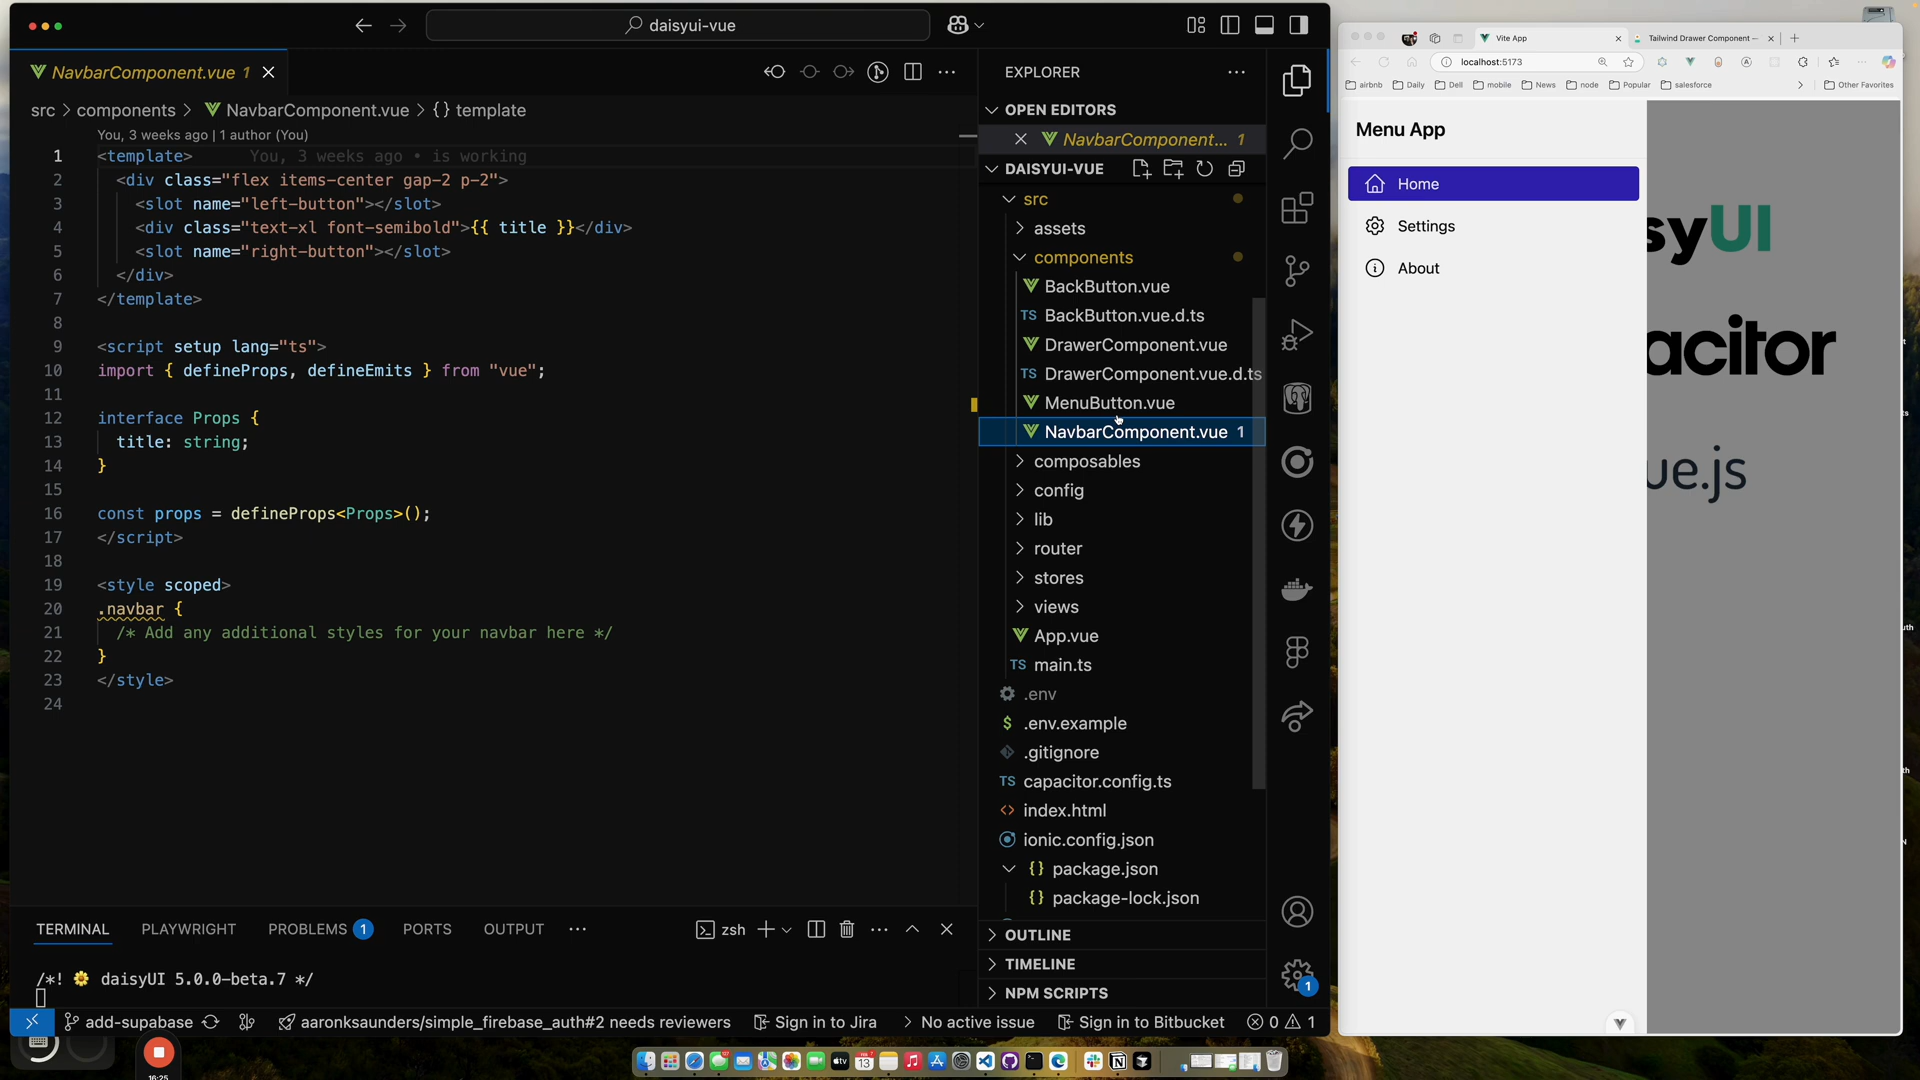 daisyui-vue
NavbarComponent.vue 1
src > components > NavbarComponent.vue > {} template
You, 3 weeks ago | 1 author (You)
1 <template> You, 3 weeks ago • is working
2 <div class="flex items-center gap-2 p-2">
3 <slot name="left-button"></slot>
4 <div class="text-xl font-semibold">{{ title }}</div>
5 <slot name="right-button"></slot>
6 </div>
7 </template>
8
9 <script setup lang="ts">
10 import { defineProps, defineEmits } from "vue";
11
12 interface Props {
13 title: string;
14 }
15
16 const props = defineProps<Props>();
17 </script>
18
19 <style scoped>
20 .navbar {
21 /* Add any additional styles for your navbar here */
22 }
23 </style>
24
TERMINAL PLAYWRIGHT PROBLEMS 1 PORTS OUTPUT
zsh
/*! 🌼 daisyUI 5.0.0-beta.7 */
EXPLORER
OPEN EDITORS
NavbarComponent... 1
DAISYUI-VUE
src
assets
components
BackButton.vue
TS BackButton.vue.d.ts
DrawerComponent.vue
TS DrawerComponent.vue.d.ts
MenuButton.vue
NavbarComponent.vue 1
composables
config
lib
router
stores
views
App.vue
TS main.ts
.env
$ .env.example
.gitignore
TS capacitor.config.ts
<> index.html
ionic.config.json
{} package.json
{} package-lock.json
OUTLINE
TIMELINE
NPM SCRIPTS
1
add-supabase
aaronksaunders/simple_firebase_auth#2 needs reviewers
Sign in to Jira
No active issue
Sign in to Bitbucket
0 1
Vite App
Tailwind Drawer Component —
localhost:5173
airbnb Daily Dell mobile News node Popular salesforce
Other Favorites
Menu App
Home
Settings
About
syUI
acitor
ue.js
16:25